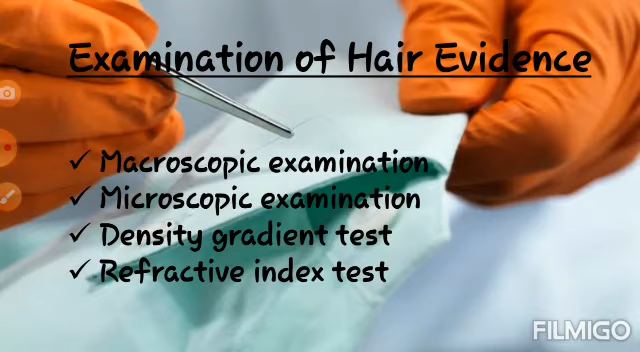 Examination of Hair Evidence
✓ Macroscopic examination
✓ Microscopic examination
✓ Density gradient test
✓ Refractive index test
FILMIGO